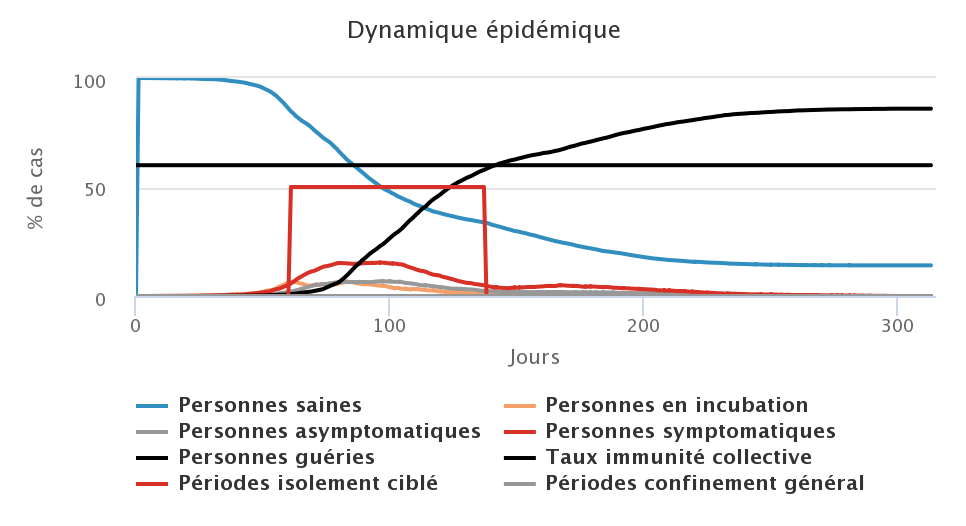 Dynamique épidémique
100
50
0
% de cas
0 100 200 300
Jours
Personnes saines
Personnes en incubation
Personnes asymptomatiques
Personnes symptomatiques
Personnes guéries
Taux immunité collective
Périodes isolement ciblé
Périodes confinement général